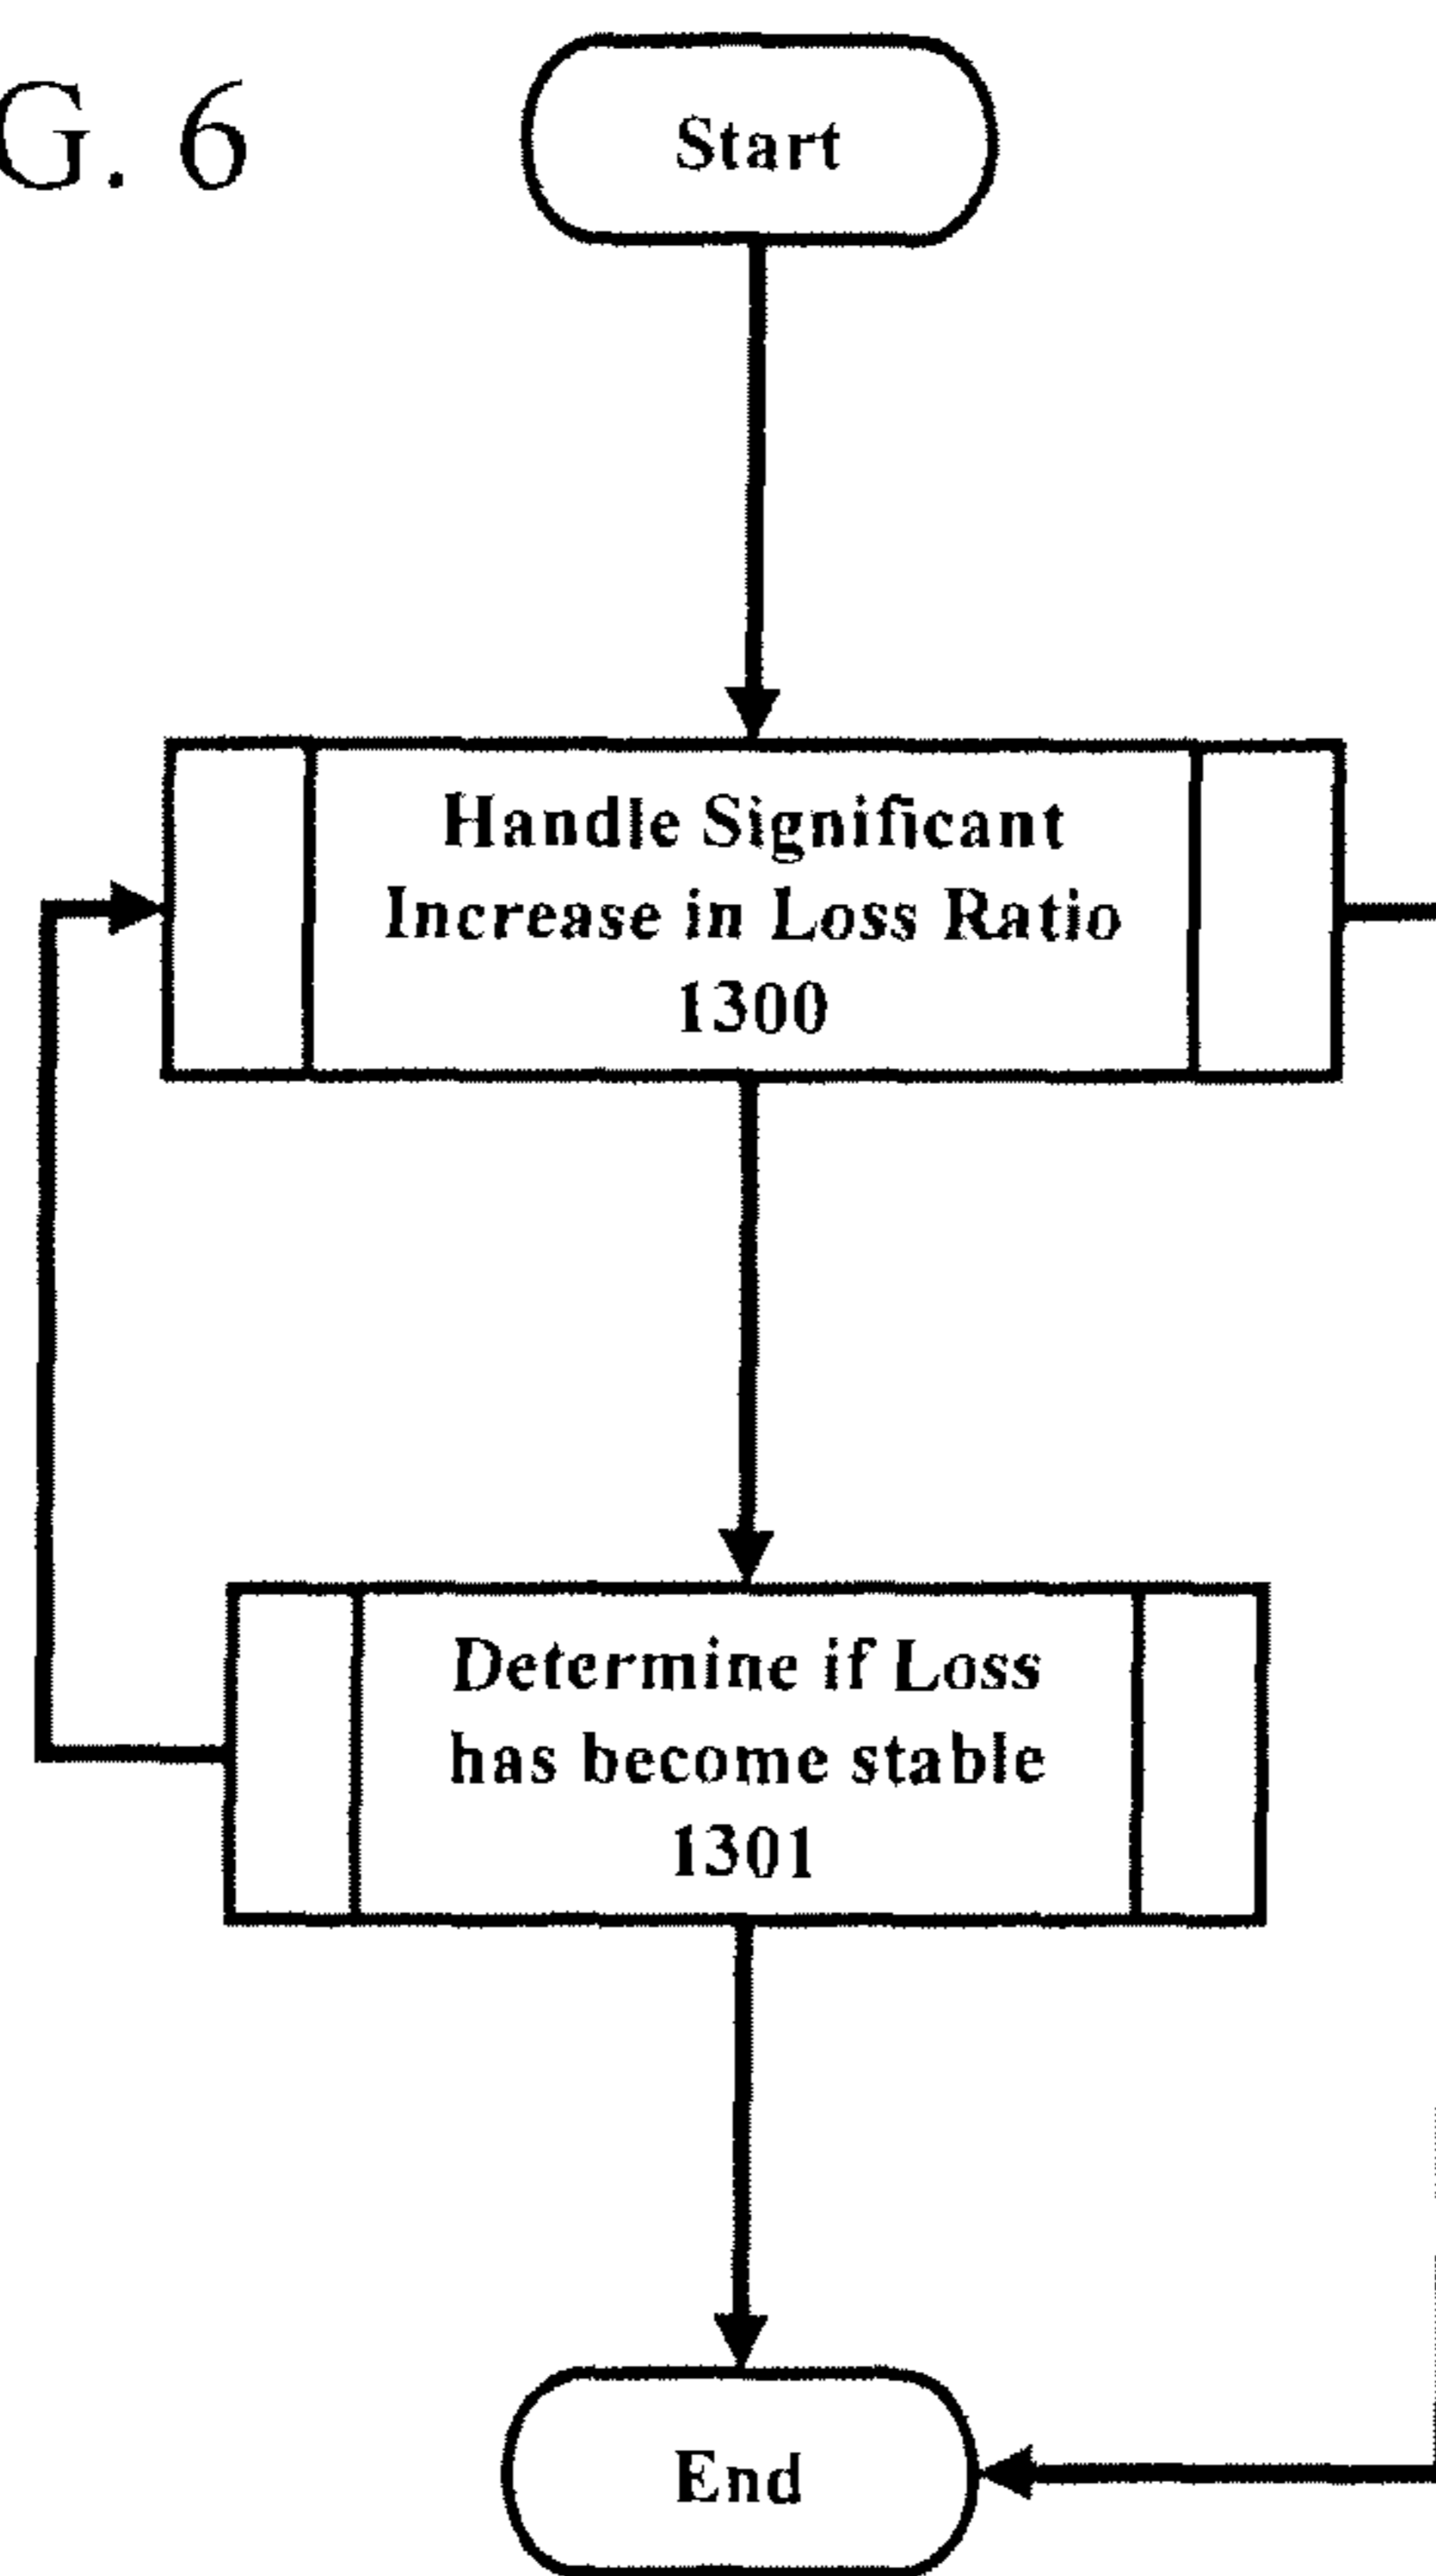 G. 6
Start
Handle Significant
Increase in Loss Ratio
1300
Determine if Loss
has become stable
1301
End